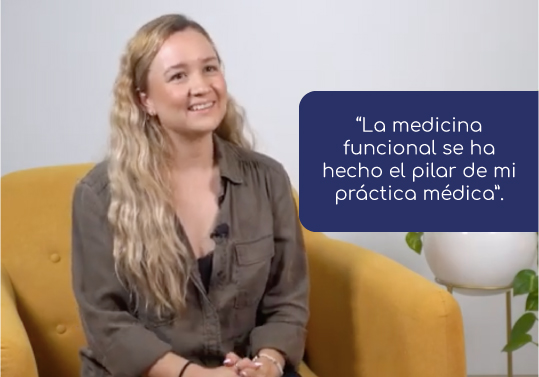 “La medicina
funcional se ha
hecho el pilar de mi
práctica médica”.